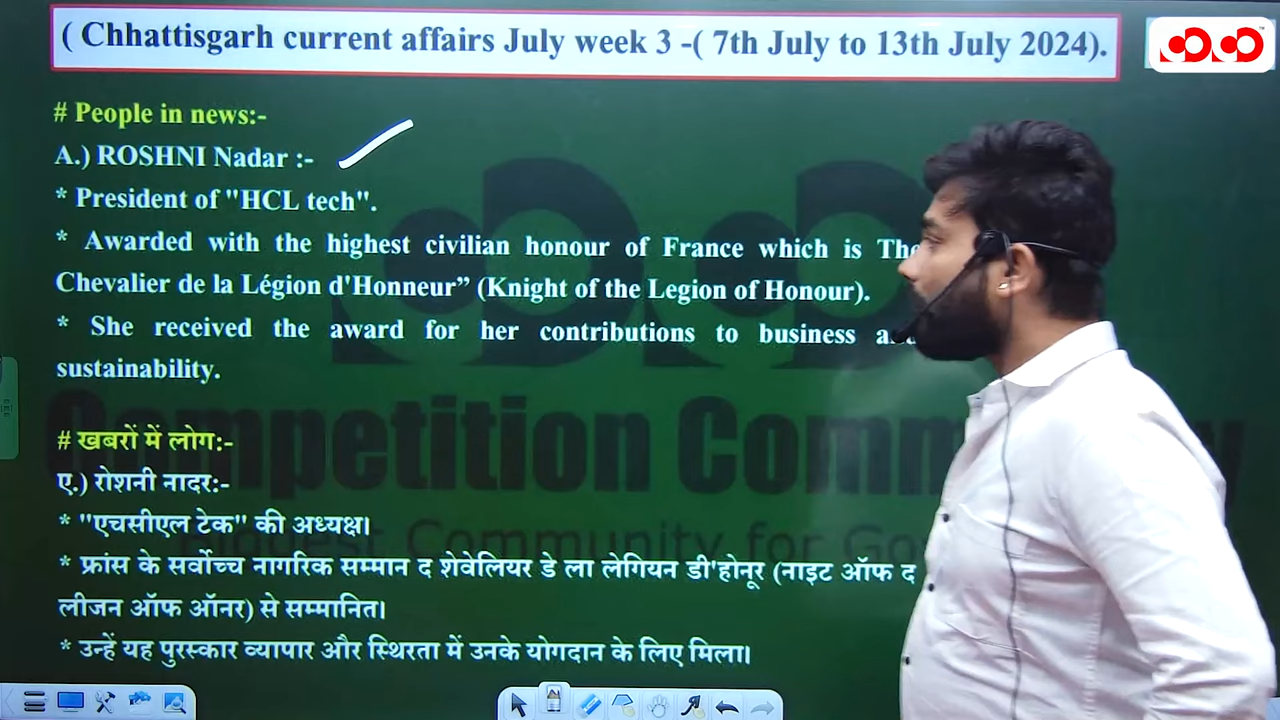 ( Chhattisgarh current affairs July week 3 -( 7th July to 13th July 2024).
# People in news:-
A.) ROSHNI Nadar :-
* President of "HCL tech".
* Awarded with the highest civilian honour of France which is The
Chevalier de la Légion d'Honneur” (Knight of the Legion of Honour).
* She received the award for her contributions to business
sustainability.
# खबरों में लोग:-
ए.) रोशनी नादर:-
* "एचसीएल टेक" की अध्यक्ष।
* फ्रांस के सर्वोच्च नागरिक सम्मान द शेवेलियर डे ला लेगियन डी'होनूर (नाइट ऑफ द
लीजन ऑफ ऑनर) से सम्मानित।
* उन्हें यह पुरस्कार व्यापार और स्थिरता में उनके योगदान के लिए मिला।
Competition
Biggest Community for